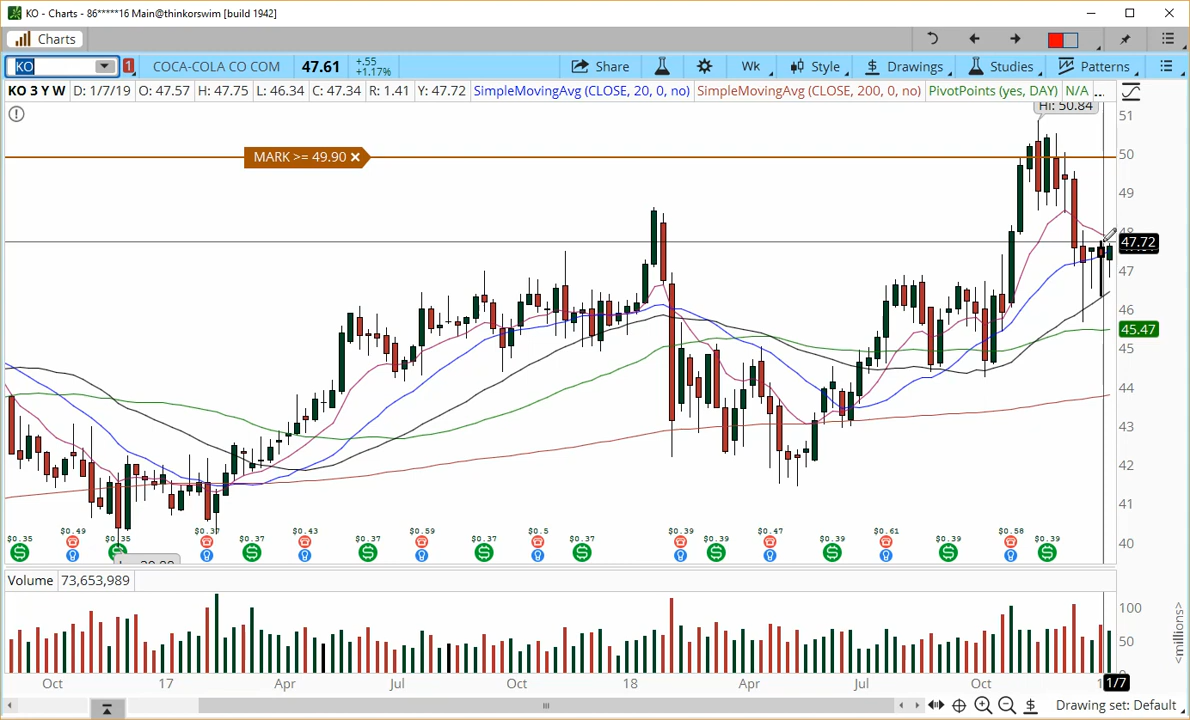 KO - Charts - 86*****16 Main@thinkorswim [build 1942]
Charts
KO 1 COCA-COLA CO COM 47.61 +.55 +1.17% Share Wk Style Drawings Studies Patterns
KO 3 Y W D: 1/7/19 O: 47.57 H: 47.75 L: 46.34 C: 47.34 R: 1.41 Y: 47.72 SimpleMovingAvg (CLOSE, 20, 0, no) SimpleMovingAvg (CLOSE, 200, 0, no) PivotPoints (yes, DAY) N/A ...
Hi: 50.84
51
MARK >= 49.90
50
49
48
47.72
47
46
45.47
45
44
43
42
41
40
$0.35 $0.49 $0.35 $0.37 $0.37 $0.43 $0.37 $0.59 $0.37 $0.5 $0.37 $0.39 $0.39 $0.47 $0.39 $0.61 $0.39 $0.58 $0.39
Volume 73,653,989
100
50
<millions>
Oct 17 Apr Jul Oct 18 Apr Jul Oct 1/7
Drawing set: Default